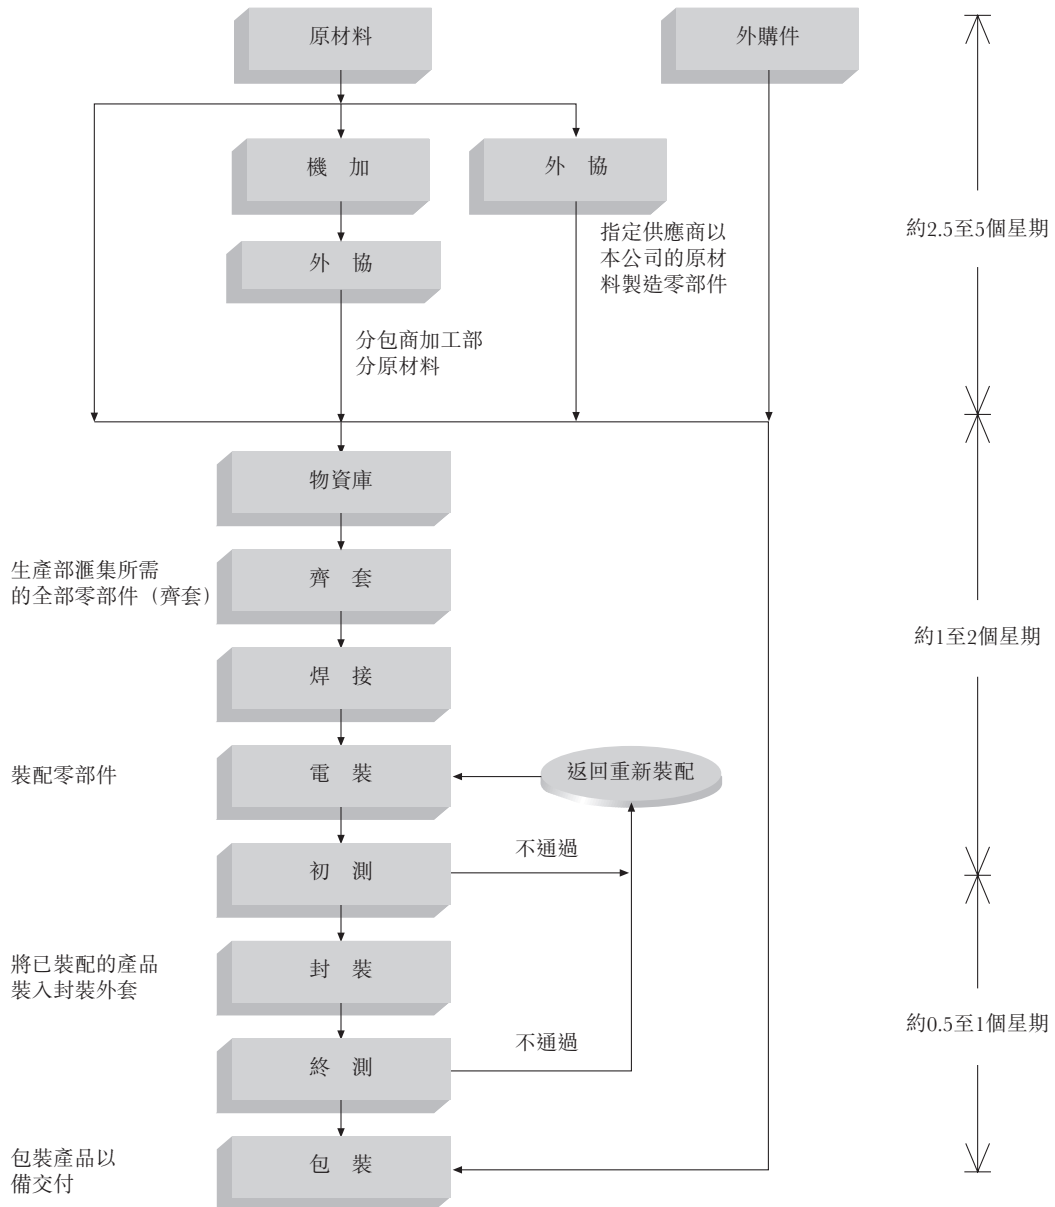 原材料
外購件
機 加
外 協
外 協
指定供應商以
本公司的原材
料製造零部件
約2.5至5個星期
分包商加工部
分原材料
物資庫
生產部滙集所需
的全部零部件（齊套）
齊 套
焊 接
約1至2個星期
裝配零部件
電 裝
返回重新裝配
初 測
不通過
將已裝配的產品
裝入封裝外套
封 裝
約0.5至1個星期
終 測
不通過
包裝產品以
備交付
包 裝